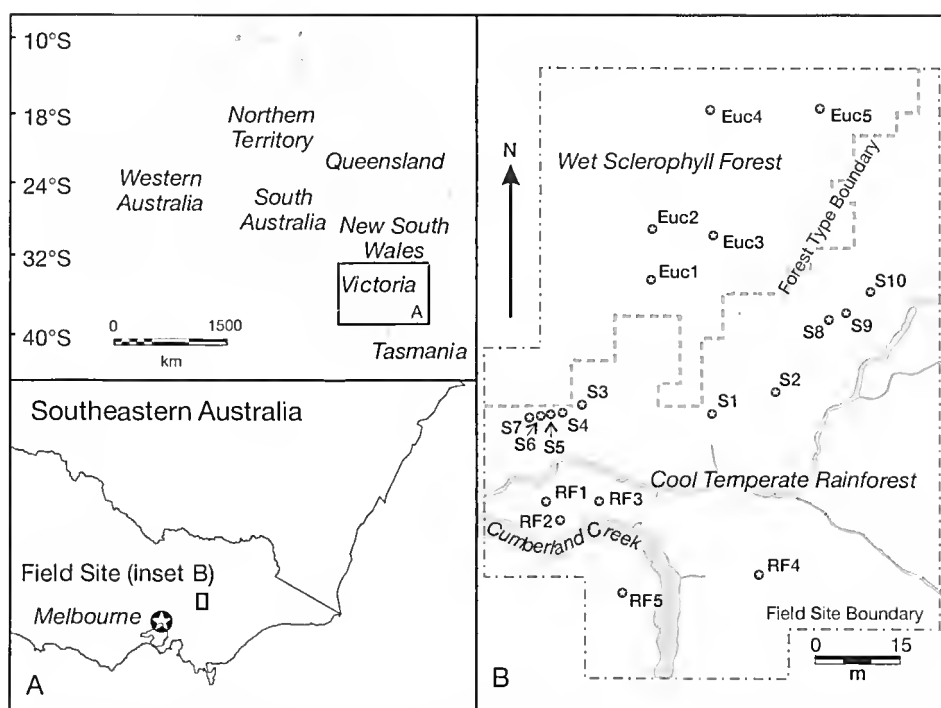 10°S
18°S
24°S
32°S
40°S
Northern
Territory
Queensland
Western
Australia
South
Australia
New South
Wales
Victoria
A
0 1500
km
Tasmania
Southeastern Australia
Field Site (inset B)
Melbourne
A
N
Euc4
Euc5
Wet Sclerophyll Forest
Forest Type Boundary
Euc2
Euc3
Euc1
S10
S9
S8
S3
S2
S1
S4
S7
S6
S5
Cool Temperate Rainforest
RF1
RF3
RF2
Cumberland Creek
RF4
RF5
Field Site Boundary
0 15
m
B